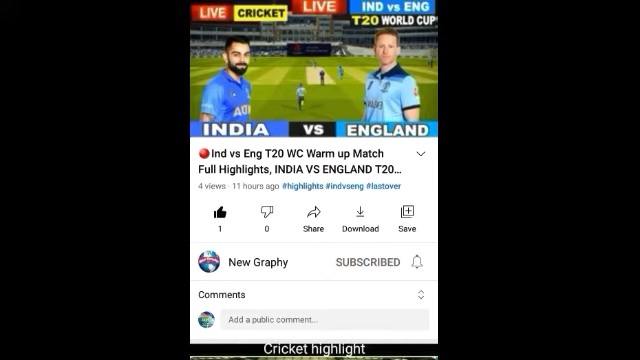 LIVE CRICKET LIVE IND vs ENG
T20 WORLD CUP
INDIA VS ENGLAND
Ind vs Eng T20 WC Warm up Match
Full Highlights, INDIA VS ENGLAND T20...
4 views · 11 hours ago #highlights #indvseng #lastover
1 0 Share Download Save
New Graphy SUBSCRIBED
Comments
Add a public comment...
Cricket highlight